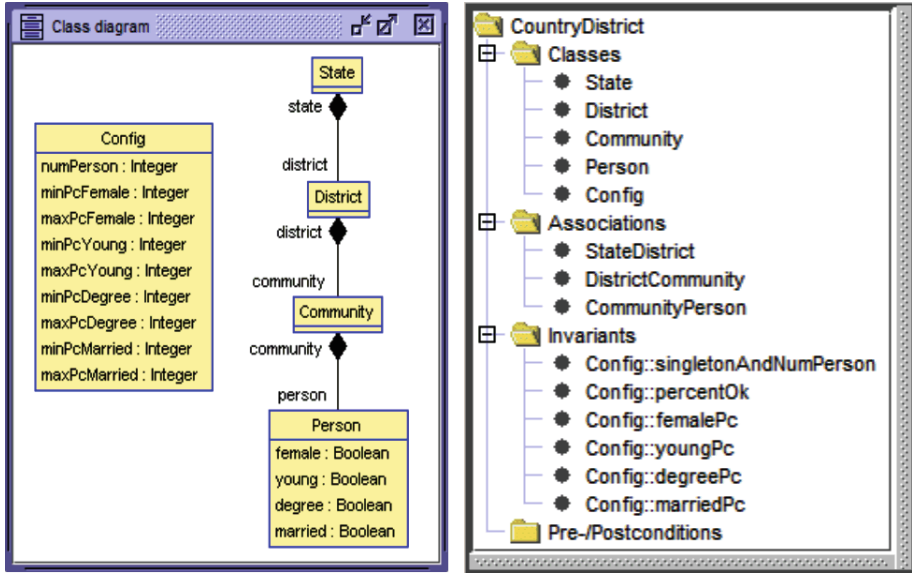 Class diagram
State
state
district
District
district
community
Community
community
person
Person
female : Boolean
young : Boolean
degree : Boolean
married : Boolean
Config
numPerson : Integer
minPcFemale : Integer
maxPcFemale : Integer
minPcYoung : Integer
maxPcYoung : Integer
minPcDegree : Integer
maxPcDegree : Integer
minPcMarried : Integer
maxPcMarried : Integer
CountryDistrict
Classes
State
District
Community
Person
Config
Associations
StateDistrict
DistrictCommunity
CommunityPerson
Invariants
Config::singletonAndNumPerson
Config::percentOk
Config::femalePc
Config::youngPc
Config::degreePc
Config::marriedPc
Pre-/Postconditions